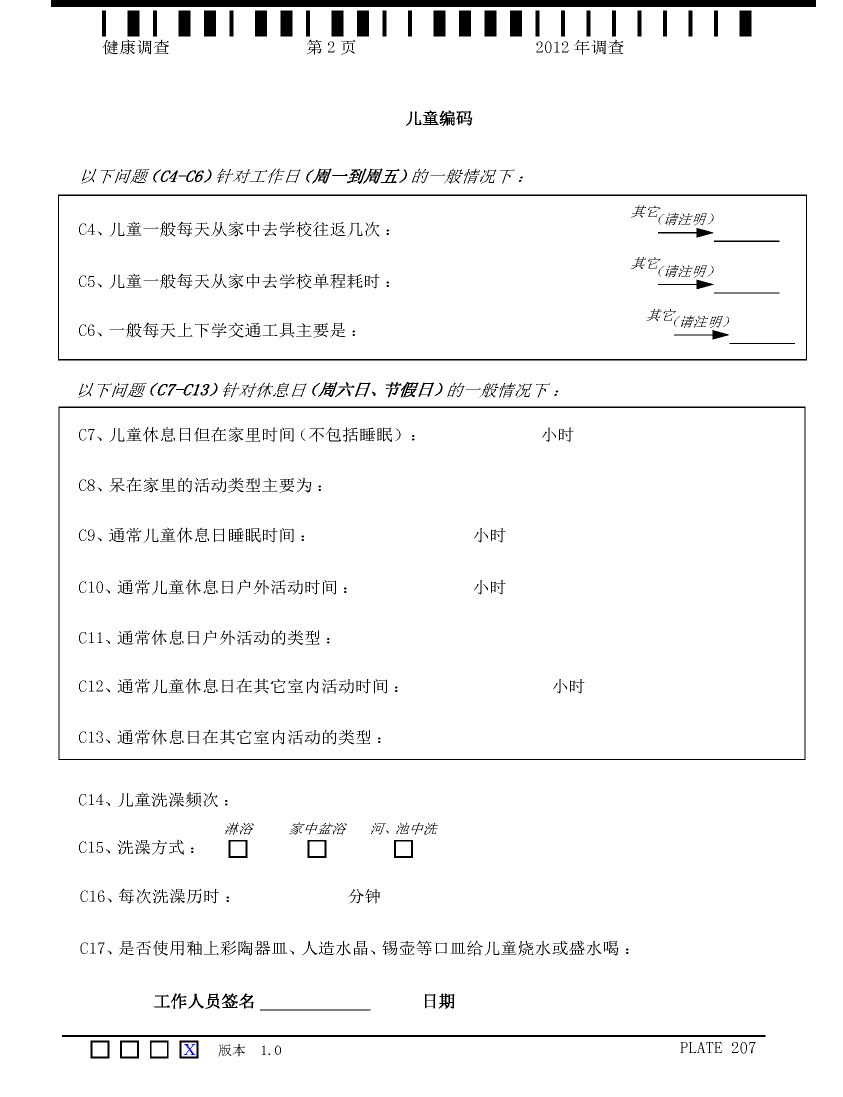 健康调查 第 2 页 2012 年调查
儿童编码
以下问题（C4-C6）针对工作日（周一到周五）的一般情况下：
C4、儿童一般每天从家中去学校往返几次： 其它（请注明）
C5、儿童一般每天从家中去学校单程耗时： 其它（请注明）
C6、一般每天上下学交通工具主要是： 其它（请注明）
以下问题（C7-C13）针对休息日（周六日、节假日）的一般情况下：
C7、儿童休息日但在家里时间（不包括睡眠）： 小时
C8、呆在家里的活动类型主要为：
C9、通常儿童休息日睡眠时间： 小时
C10、通常儿童休息日户外活动时间： 小时
C11、通常休息日户外活动的类型：
C12、通常儿童休息日在其它室内活动时间： 小时
C13、通常休息日在其它室内活动的类型：
C14、儿童洗澡频次：
淋浴 家中盆浴 河、池中洗
C15、洗澡方式：
C16、每次洗澡历时： 分钟
C17、是否使用釉上彩陶器皿、人造水晶、锡壶等口皿给儿童烧水或盛水喝：
工作人员签名 日期
X 版本 1.0 PLATE 207